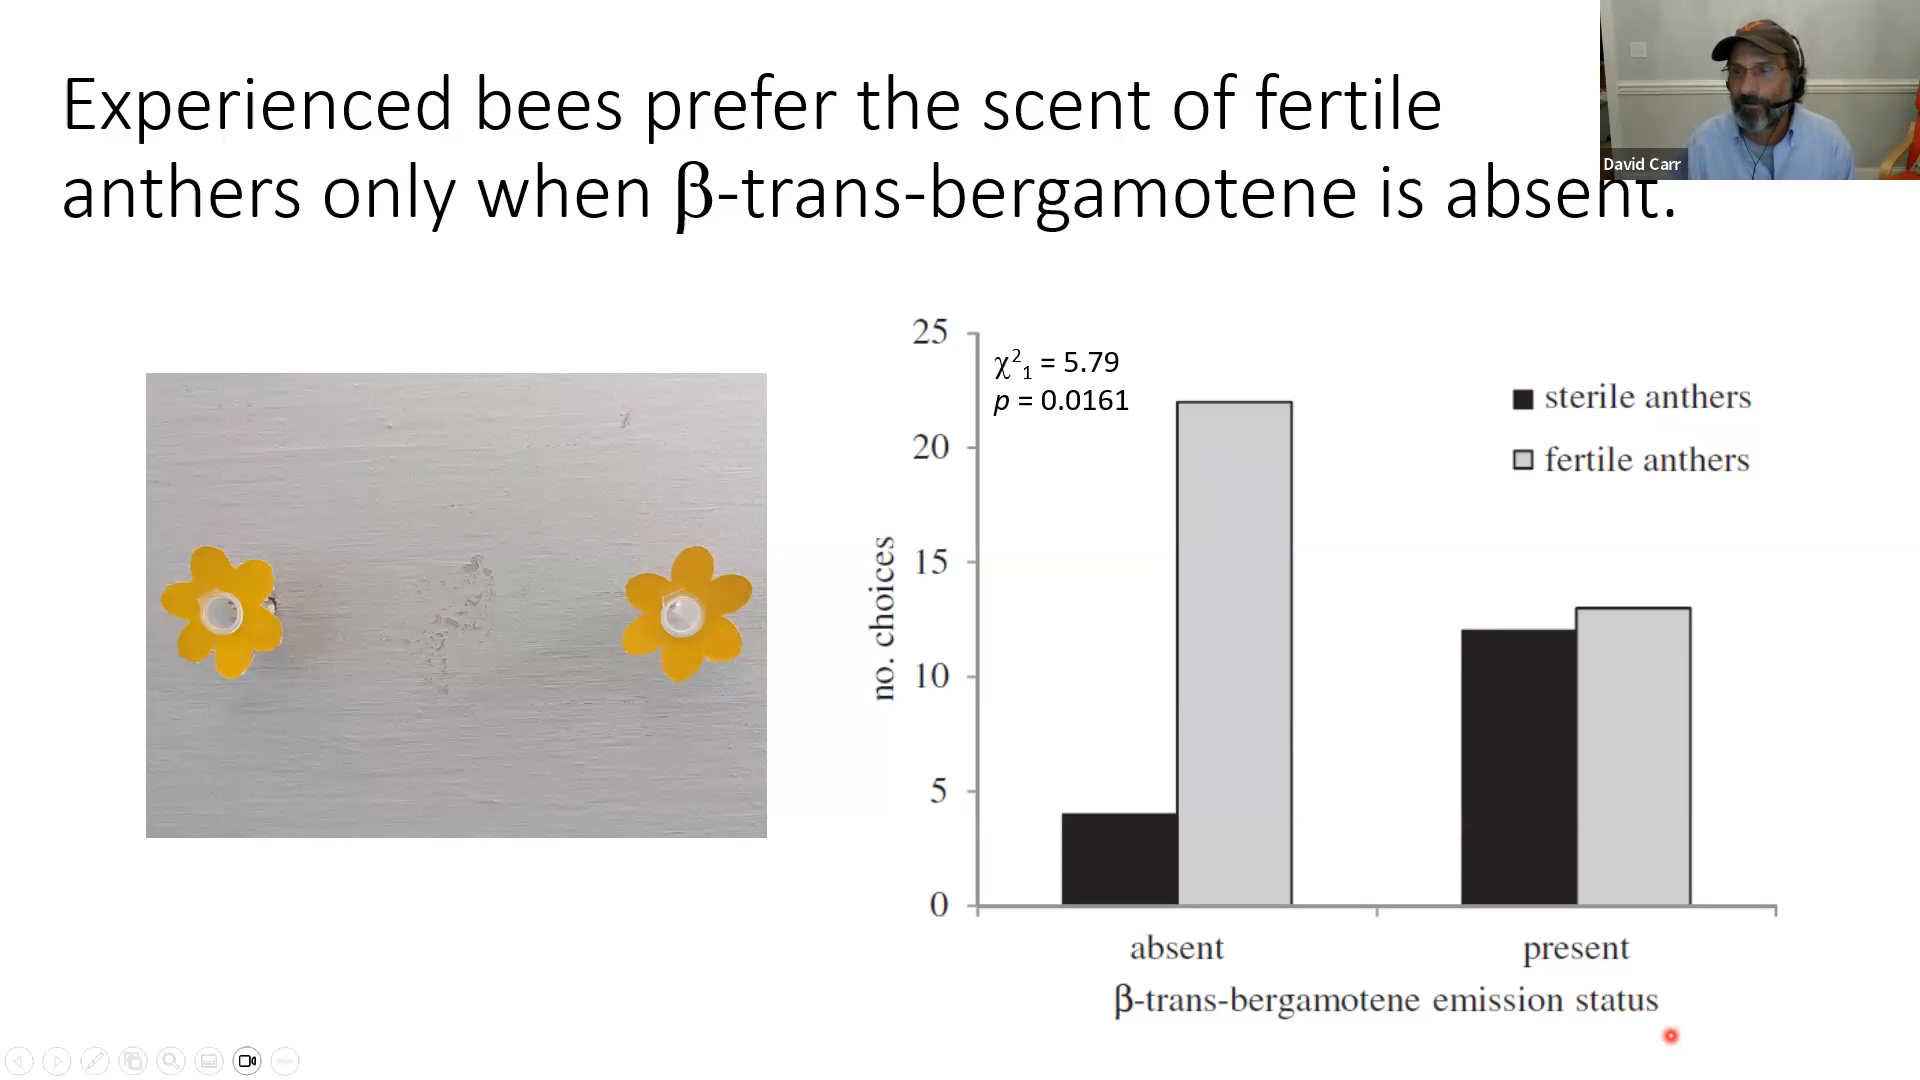 Experienced bees prefer the scent of fertile
anthers only when β-trans-bergamotene is absent.
David Carr
25
20
15
10
5
0
no. choices
χ²₁ = 5.79
p = 0.0161
sterile anthers
fertile anthers
absent
present
β-trans-bergamotene emission status